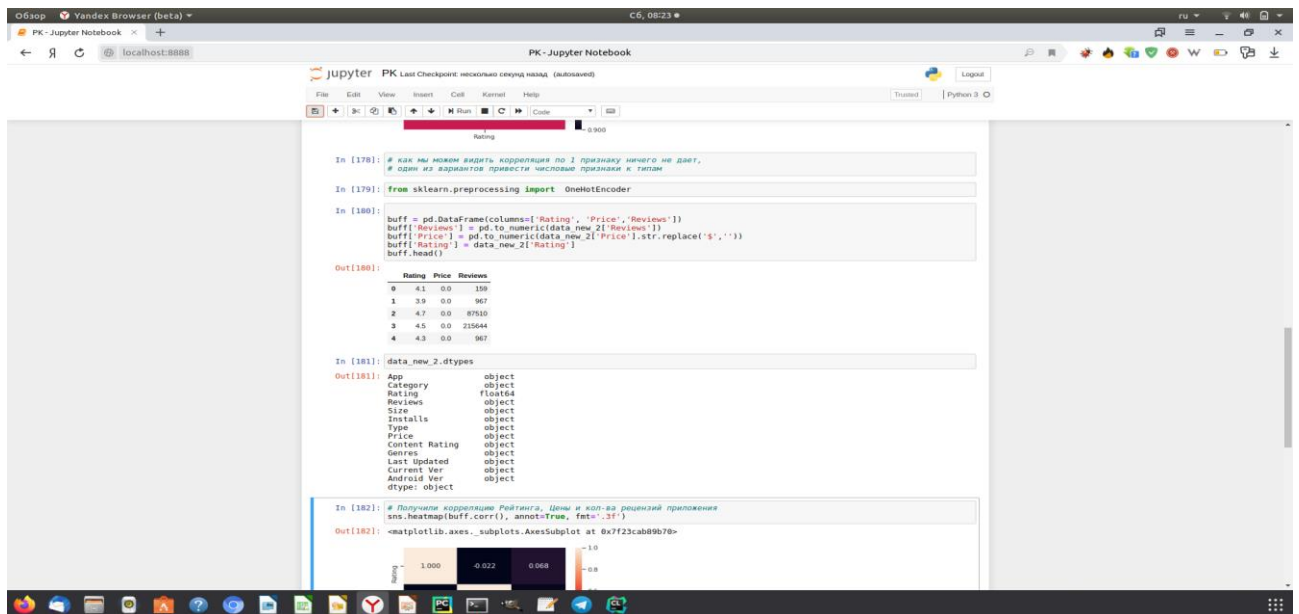 Обзор Yandex Browser (beta) Сб, 08:23 ru
PK - Jupyter Notebook
localhost:8888 PK - Jupyter Notebook
jupyter PK Last Checkpoint: несколько секунд назад (autosaved) Logout
File Edit View Insert Cell Kernel Help Trusted Python 3
Run Code
0.900
Rating
In [178]: # как мы можем видить корреляция по 1 признаку ничего не дает,
# один из вариантов привести числовые признаки к типам
In [179]: from sklearn.preprocessing import OneHotEncoder
In [180]:
buff = pd.DataFrame(columns=['Rating', 'Price','Reviews'])
buff['Reviews'] = pd.to_numeric(data_new_2['Reviews'])
buff['Price'] = pd.to_numeric(data_new_2['Price'].str.replace('$',''))
buff['Rating'] = data_new_2['Rating']
buff.head()
Out[180]:
Rating Price Reviews
0 4.1 0.0 159
1 3.9 0.0 967
2 4.7 0.0 87510
3 4.5 0.0 215644
4 4.3 0.0 967
In [181]: data_new_2.dtypes
Out[181]: App object
Category object
Rating float64
Reviews object
Size object
Installs object
Type object
Price object
Content Rating object
Genres object
Last Updated object
Current Ver object
Android Ver object
dtype: object
In [182]: # Получили корреляцию Рейтинга, Цены и кол-ва рецензий приложения
sns.heatmap(buff.corr(), annot=True, fmt='.3f')
Out[182]: <matplotlib.axes._subplots.AxesSubplot at 0x7f23cab89b70>
1.0
Rating 1.000 -0.022 0.068
0.8